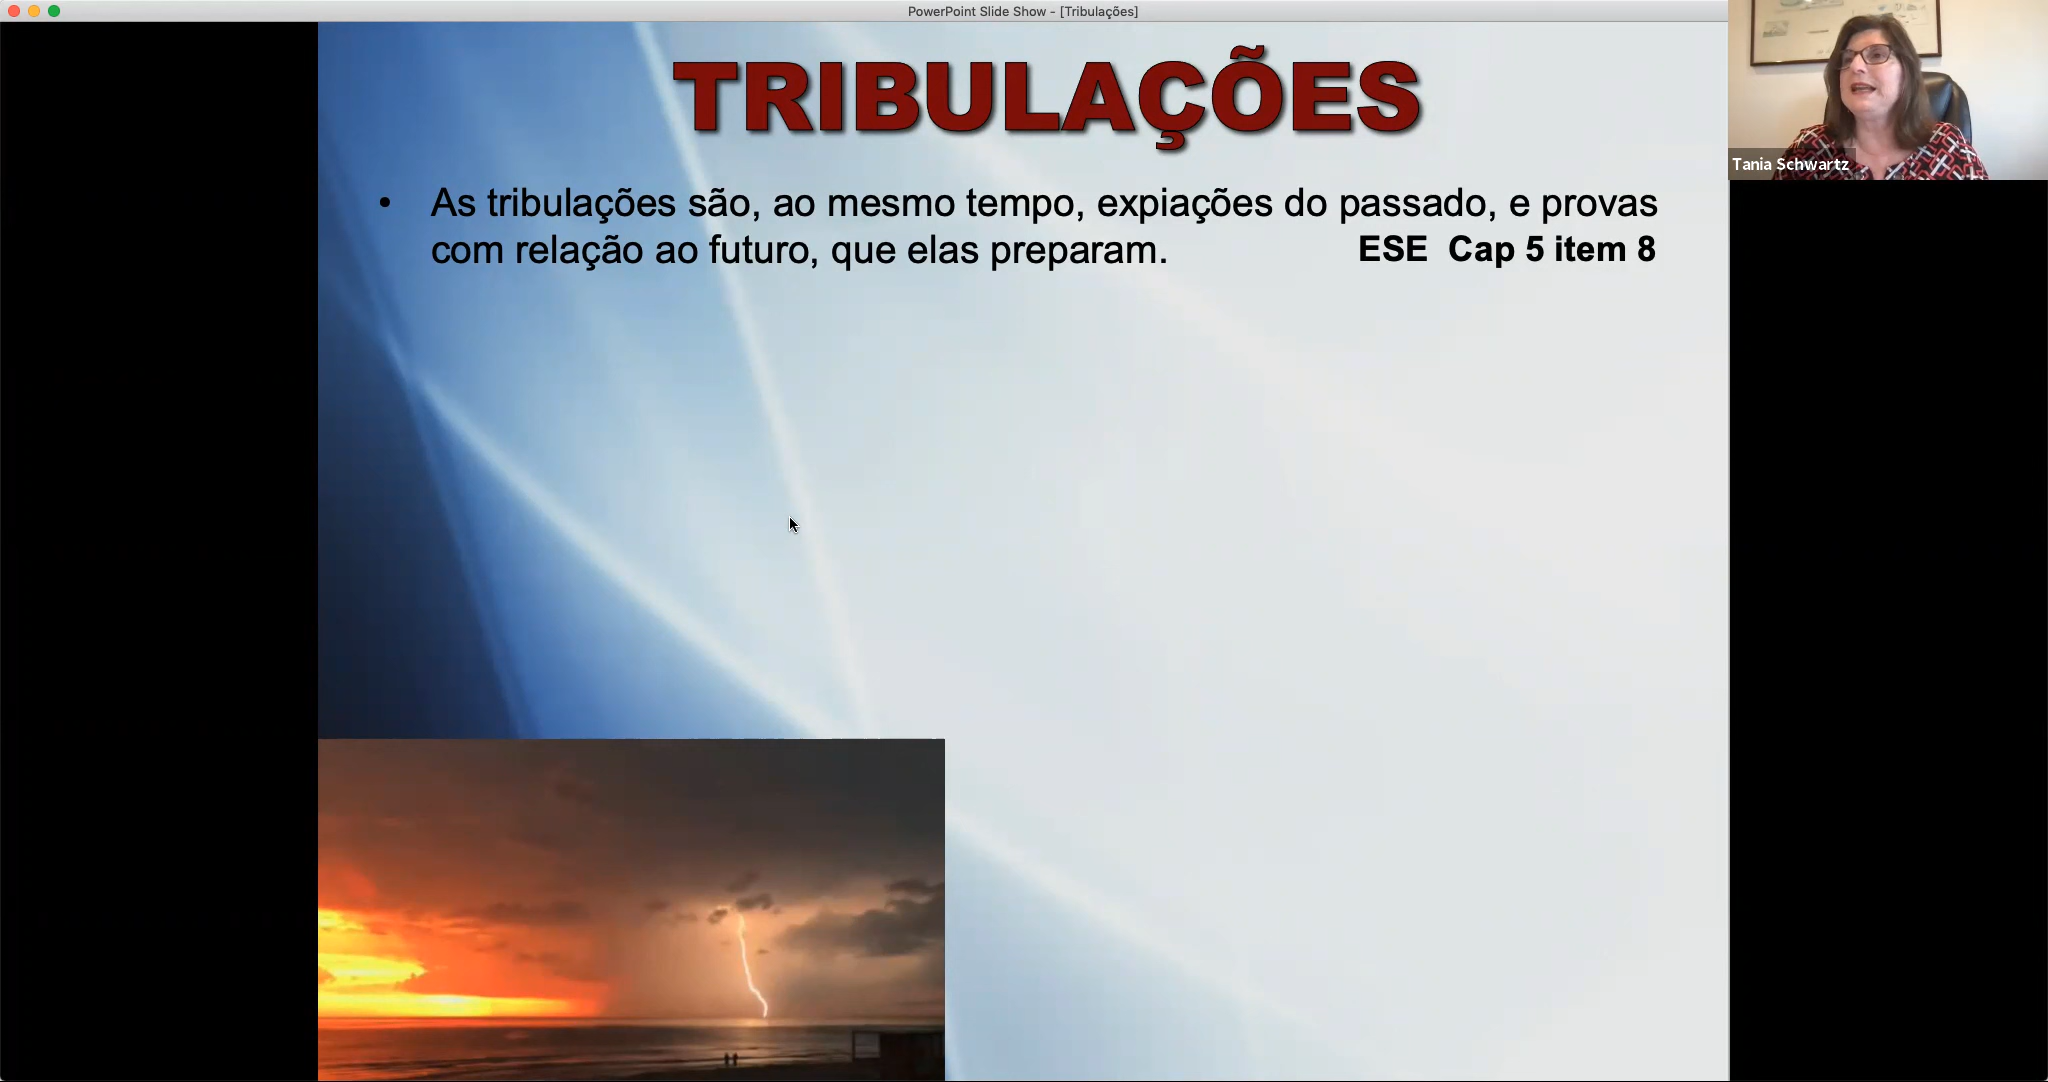 PowerPoint Slide Show - [Tribulações]
TRIBULAÇÕES
Tania Schwartz
• As tribulações são, ao mesmo tempo, expiações do passado, e provas
com relação ao futuro, que elas preparam. ESE Cap 5 item 8